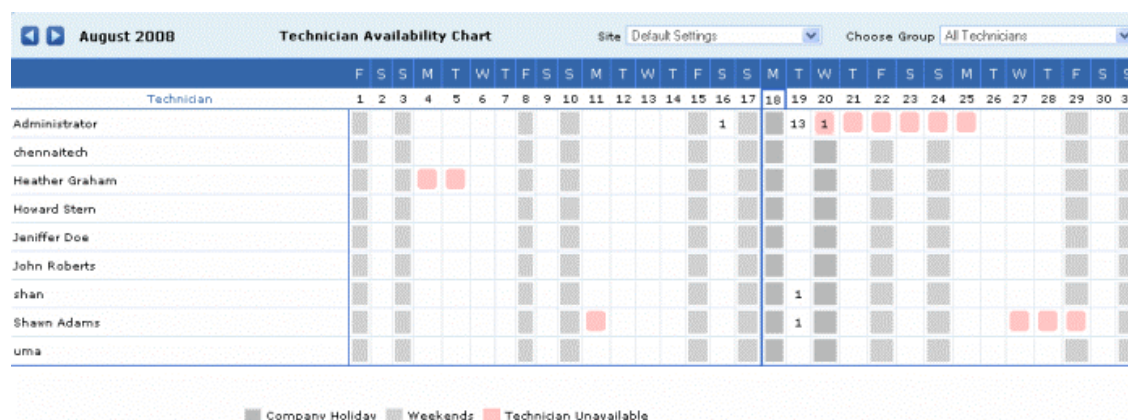 August 2008 Technician Availability Chart Site Default Settings Choose Group All Technicians
F S S M T W T F S S M T W T F S S M T W T F S S M T W T F S S
Technician 1 2 3 4 5 6 7 8 9 10 11 12 13 14 15 16 17 18 19 20 21 22 23 24 25 26 27 28 29 30 3
Administrator 1 13 1
chennaitech
Heather Graham
Howard Stern
Jeniffer Doe
John Roberts
shan 1
Shawn Adams 1
uma
Company Holiday Weekends Technician Unavailable